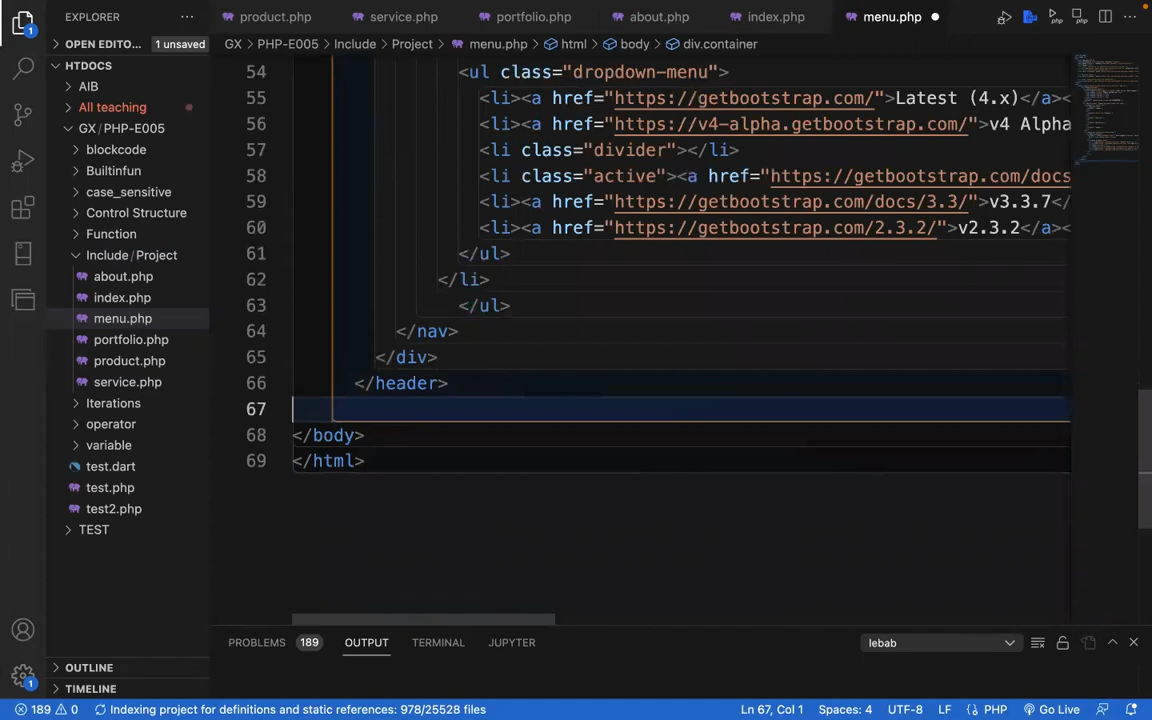 EXPLORER
product.php
service.php
portfolio.php
about.php
index.php
menu.php
OPEN EDITO... 1 unsaved
GX > PHP-E005 > Include > Project > menu.php > html > body > div.container
HTDOCS
AIB
All teaching
GX / PHP-E005
blockcode
Builtinfun
case_sensitive
Control Structure
Function
Include / Project
about.php
index.php
menu.php
portfolio.php
product.php
service.php
Iterations
operator
variable
test.dart
test.php
test2.php
TEST
OUTLINE
TIMELINE
54 <ul class="dropdown-menu">
55 <li><a href="https://getbootstrap.com/">Latest (4.x)</a><
56 <li><a href="https://v4-alpha.getbootstrap.com/">v4 Alpha
57 <li class="divider"></li>
58 <li class="active"><a href="https://getbootstrap.com/docs
59 <li><a href="https://getbootstrap.com/docs/3.3/">v3.3.7</
60 <li><a href="https://getbootstrap.com/2.3.2/">v2.3.2</a><
61 </ul>
62 </li>
63 </ul>
64 </nav>
65 </div>
66 </header>
67
68 </body>
69 </html>
PROBLEMS 189 OUTPUT TERMINAL JUPYTER lebab
1
1
189 0 Indexing project for definitions and static references: 978/25528 files Ln 67, Col 1 Spaces: 4 UTF-8 LF {} PHP Go Live